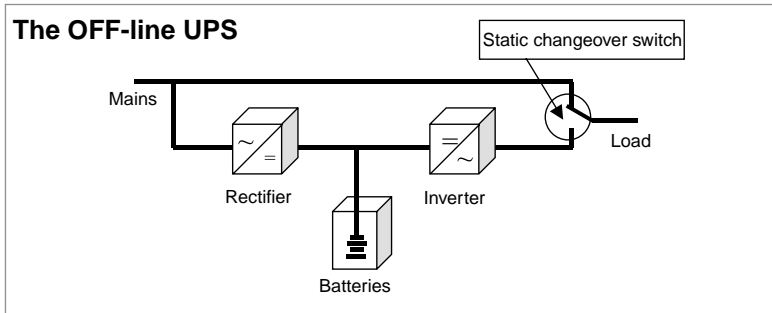 The OFF-line UPS
Static changeover switch
Mains
Load
~
=
=
~
Rectifier
Inverter
Batteries